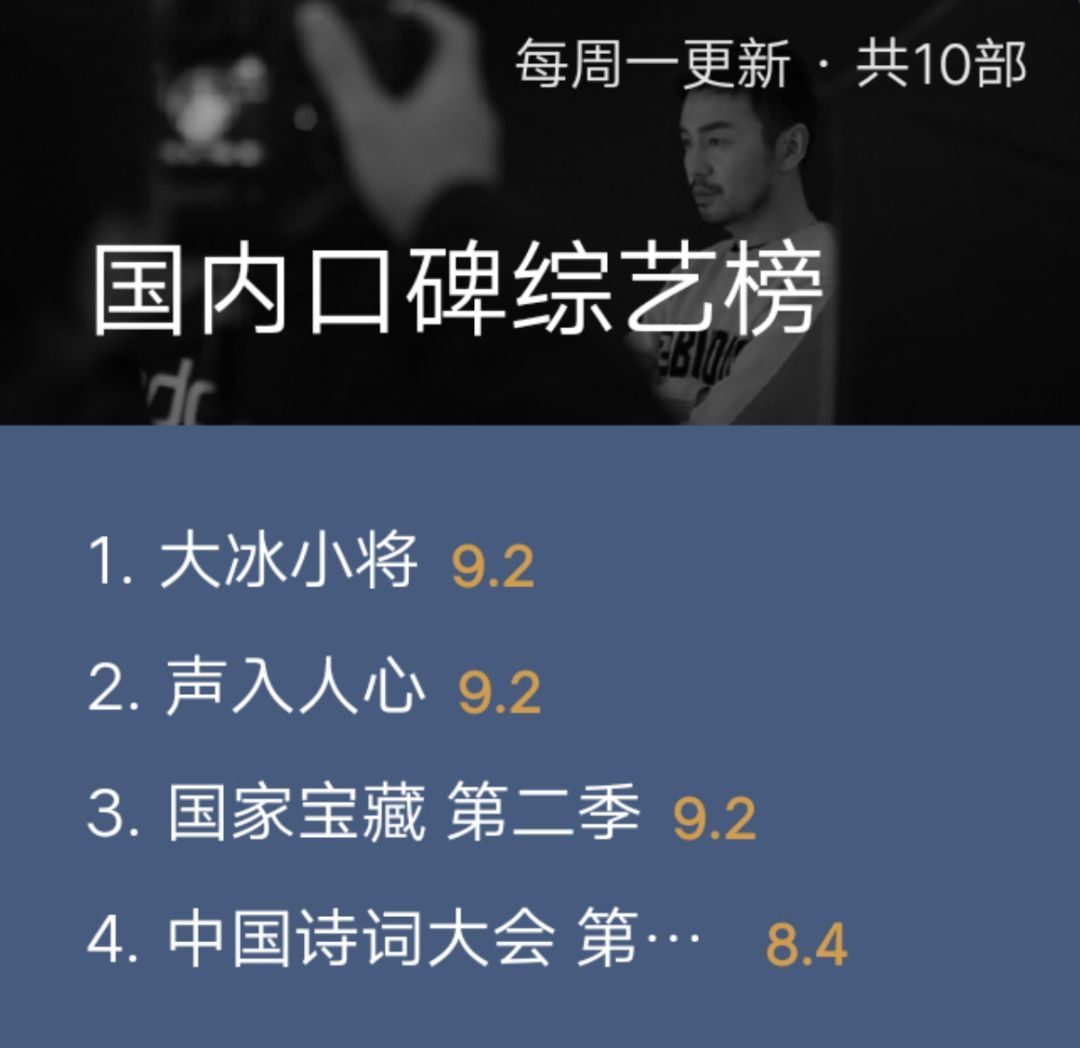 每周一更新 · 共10部
国内口碑综艺榜
1. 大冰小将 9.2
2. 声入人心 9.2
3. 国家宝藏 第二季 9.2
4. 中国诗词大会 第… 8.4